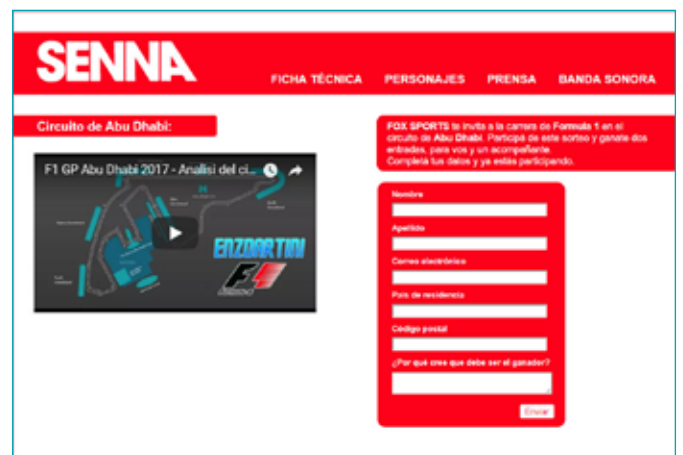 SENNA
FICHA TÉCNICA PERSONAJES PRENSA BANDA SONORA
Circuito de Abu Dhabi:
F1 GP Abu Dhabi 2017 - Analisi del ci...
ENZOARTINI
F1
FOX SPORTS te invita a la carrera de Formula 1 en el
circuito de Abu Dhabi. Participá de este sorteo y ganate dos
entradas, para vos y un acompañante.
Completá tus datos y ya estás participando.
Nombre
Apellido
Correo electrónico
País de residencia
Código postal
¿Por qué cree que debe ser el ganador?
Enviar